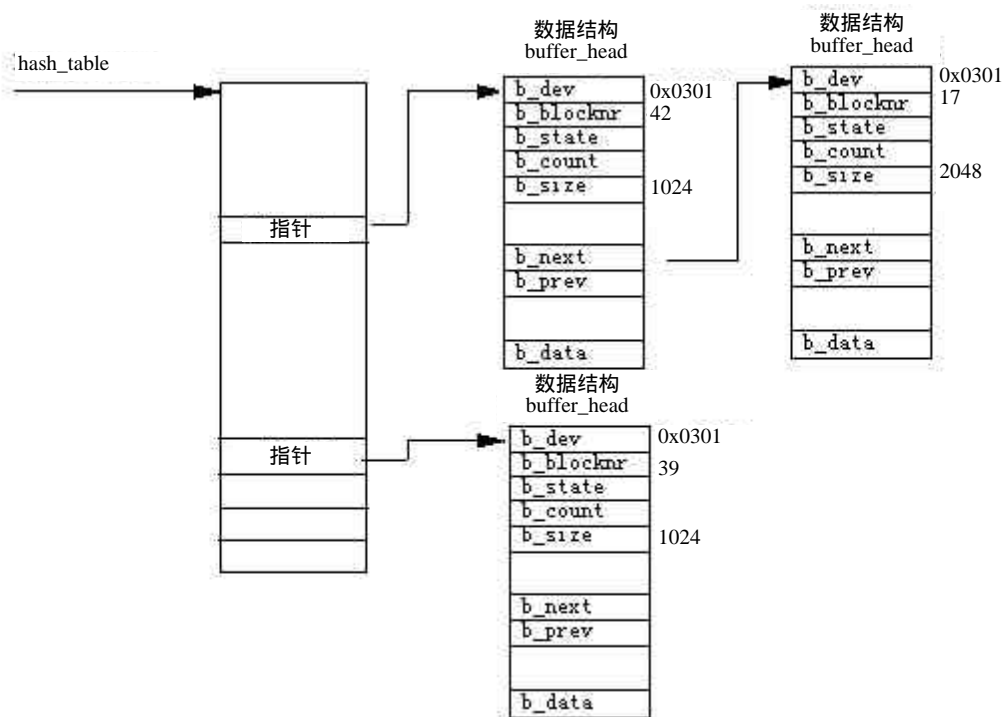 hash_table
指针
指针
数据结构
buffer_head
b_dev 0x0301
b_blocknr 42
b_state
b_count
b_size 1024
b_next
b_prev
b_data
数据结构
buffer_head
b_dev 0x0301
b_blocknr 17
b_state
b_count
b_size 2048
b_next
b_prev
b_data
数据结构
buffer_head
b_dev 0x0301
b_blocknr 39
b_state
b_count
b_size 1024
b_next
b_prev
b_data